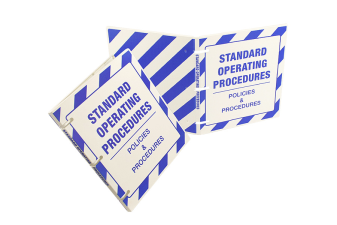 STANDARD
OPERATING
PROCEDURES
POLICIES
&
PROCEDURES
STANDARD
OPERATING
PROCEDURES
POLICIES
&
PROCEDURES